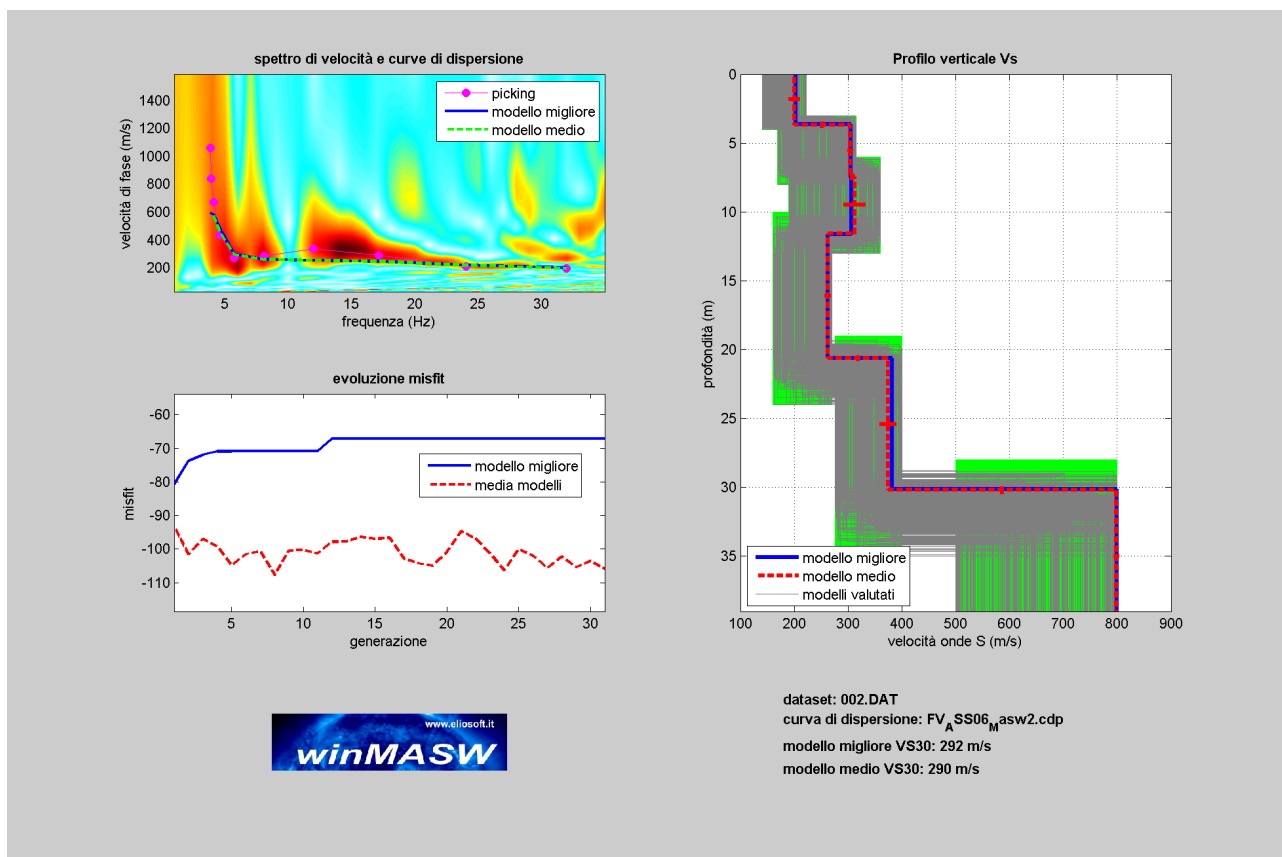 spettro di velocità e curve di dispersione
1400
1200
1000
800
600
400
200
velocità di fase (m/s)
picking
modello migliore
modello medio
5 10 15 20 25 30
frequenza (Hz)
evoluzione misfit
-60
-70
-80
-90
-100
-110
misfit
modello migliore
media modelli
5 10 15 20 25 30
generazione
Profilo verticale Vs
0
5
10
15
20
25
30
35
profondità (m)
modello migliore
modello medio
modelli valutati
100 200 300 400 500 600 700 800 900
velocità onde S (m/s)
www.eliosoft.it
winMASW
dataset: 002.DAT
curva di dispersione: FV_ASS06_Masw2.cdp
modello migliore VS30: 292 m/s
modello medio VS30: 290 m/s